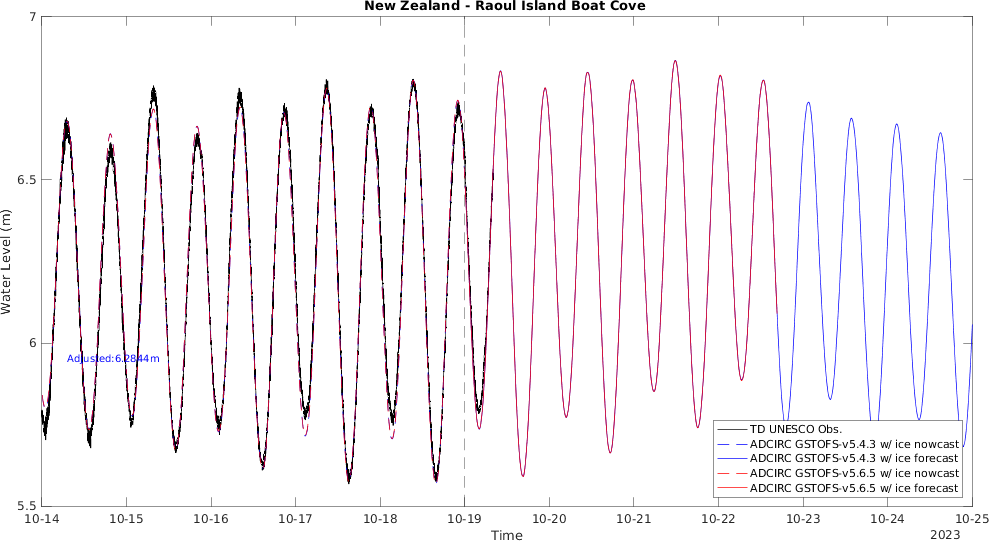 New Zealand - Raoul Island Boat Cove
Water Level (m)
7
6.5
6
5.5
Adjusted:6.2844m
TD UNESCO Obs.
ADCIRC GSTOFS-v5.4.3 w/ ice nowcast
ADCIRC GSTOFS-v5.4.3 w/ ice forecast
ADCIRC GSTOFS-v5.6.5 w/ ice nowcast
ADCIRC GSTOFS-v5.6.5 w/ ice forecast
10-14 10-15 10-16 10-17 10-18 10-19 10-20 10-21 10-22 10-23 10-24 10-25
Time
2023